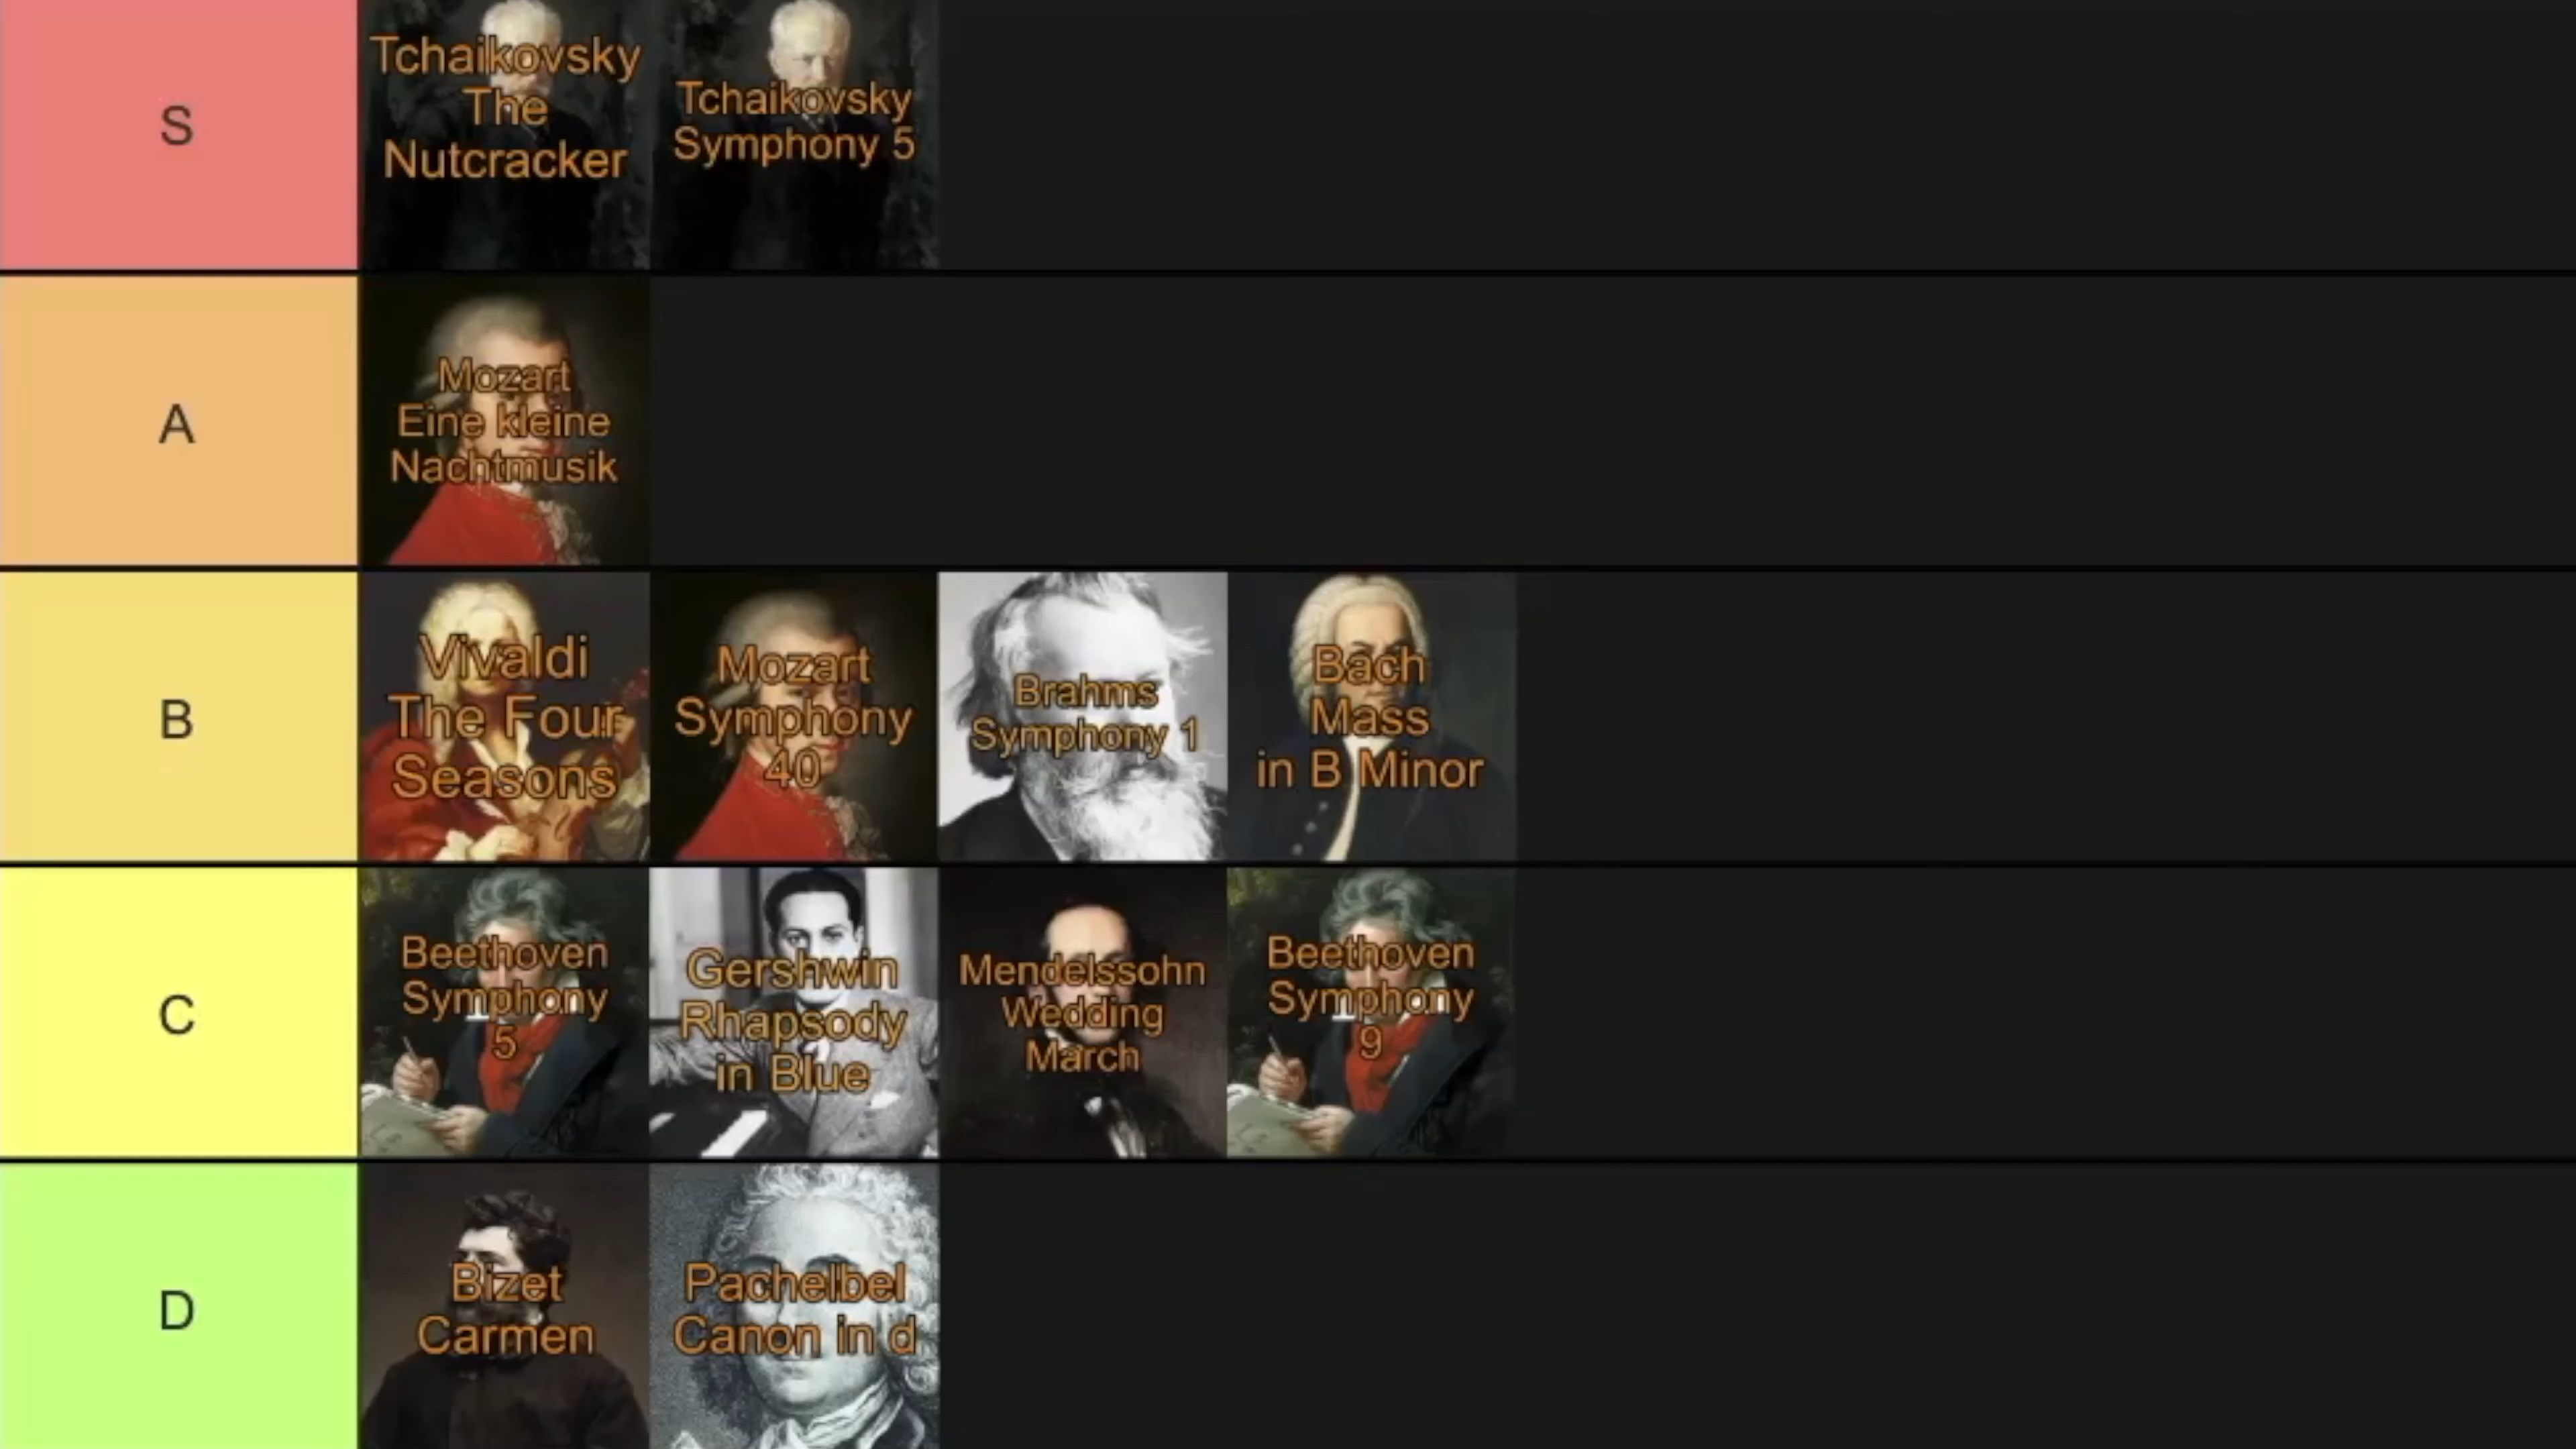 S
Tchaikovsky
The
Nutcracker
Tchaikovsky
Symphony 5
A
Mozart
Eine kleine
Nachtmusik
B
Vivaldi
The Four
Seasons
Mozart
Symphony
40
Brahms
Symphony 1
Bach
Mass
in B Minor
C
Beethoven
Symphony
5
Gershwin
Rhapsody
in Blue
Mendelssohn
Wedding
March
Beethoven
Symphony
9
D
Bizet
Carmen
Pachelbel
Canon in d